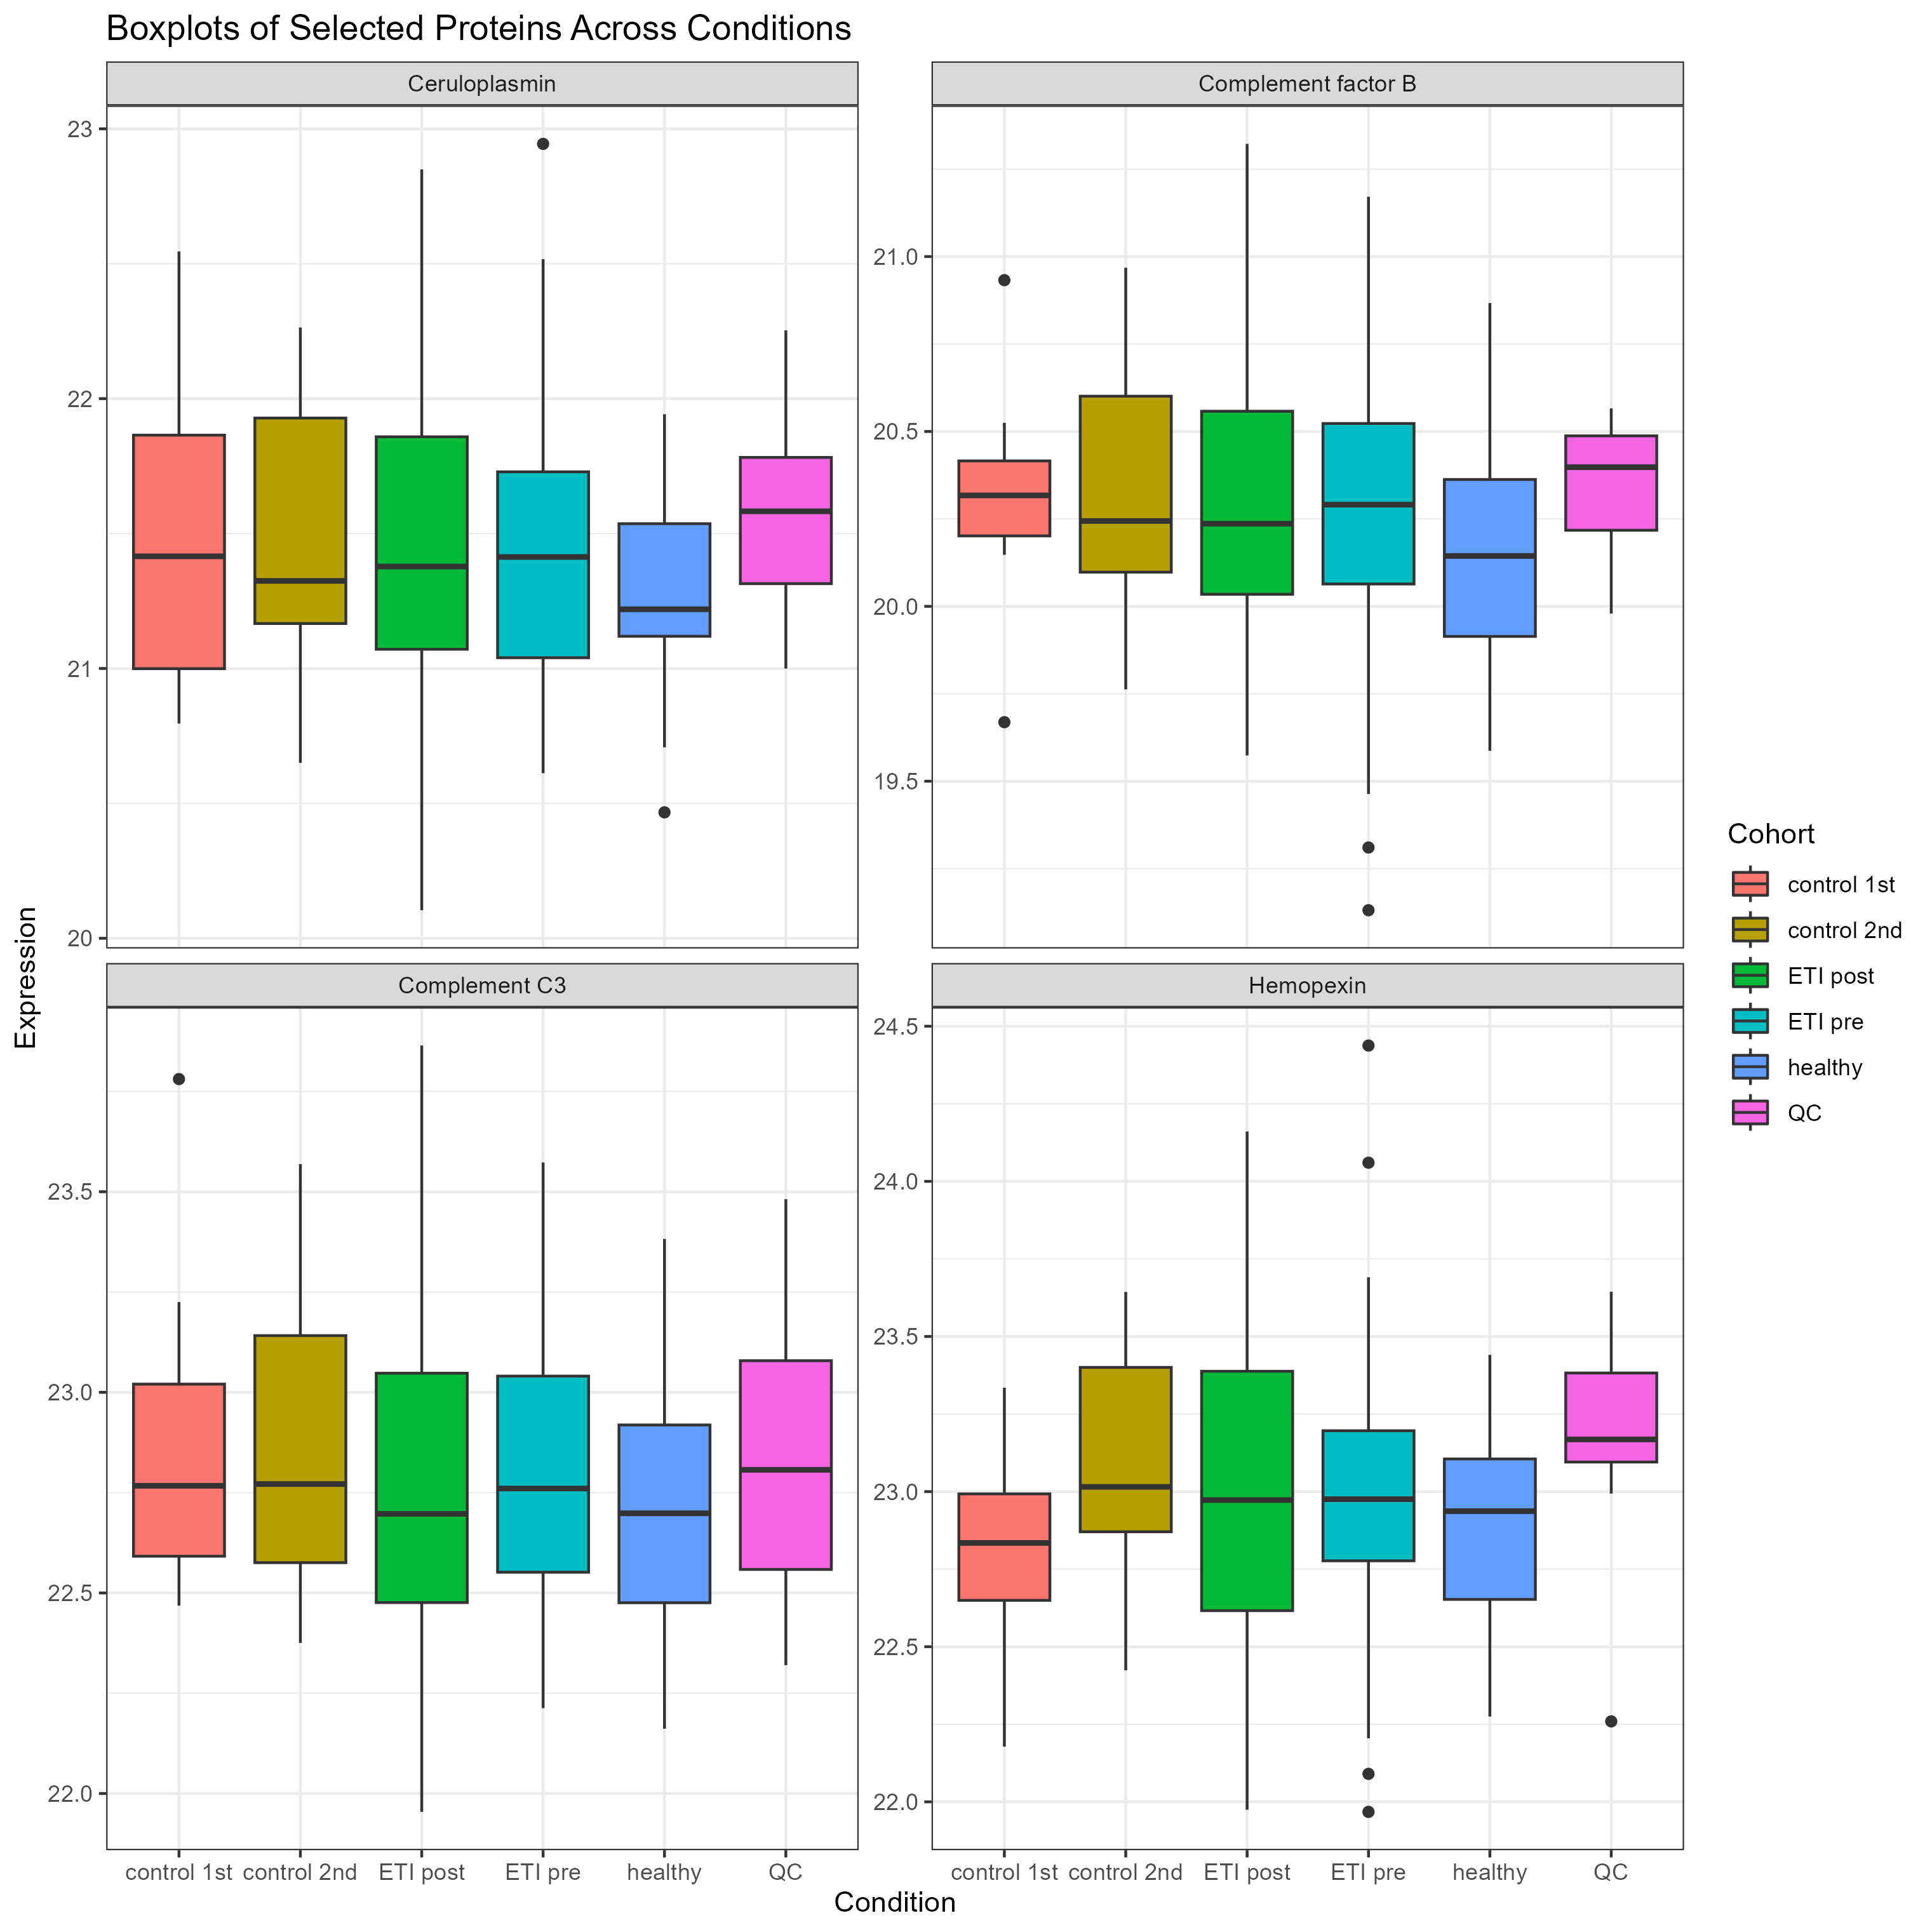 Boxplots of Selected Proteins Across Conditions
Ceruloplasmin
23
22
21
20
Complement factor B
21.0
20.5
20.0
19.5
Complement C3
23.5
23.0
22.5
22.0
control 1st control 2nd ETI post ETI pre healthy QC
Hemopexin
24.5
24.0
23.5
23.0
22.5
22.0
control 1st control 2nd ETI post ETI pre healthy QC
Expression
Condition
Cohort
control 1st
control 2nd
ETI post
ETI pre
healthy
QC